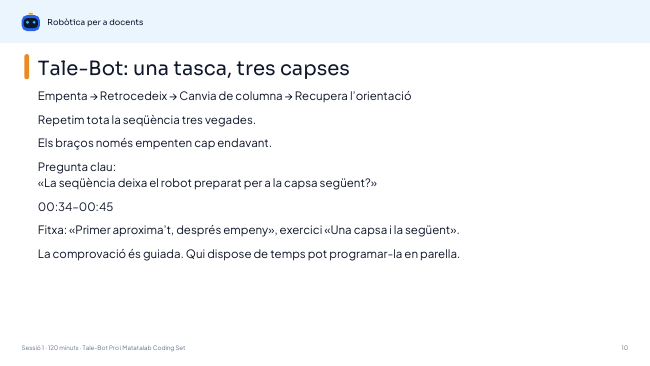 Robòtica per a docents
Tale-Bot: una tasca, tres capses
Empenta → Retrocedeix → Canvia de columna → Recupera l’orientació
Repetim tota la seqüència tres vegades.
Els braços només empenten cap endavant.
Pregunta clau:
«La seqüència deixa el robot preparat per a la capsa següent?»
00:34–00:45
Fitxa: «Primer aproxima’t, després empeny», exercici «Una capsa i la següent».
La comprovació és guiada. Qui dispose de temps pot programar-la en parella.
Sessió 1 · 120 minuts · Tale-Bot Pro i Matatalab Coding Set
10